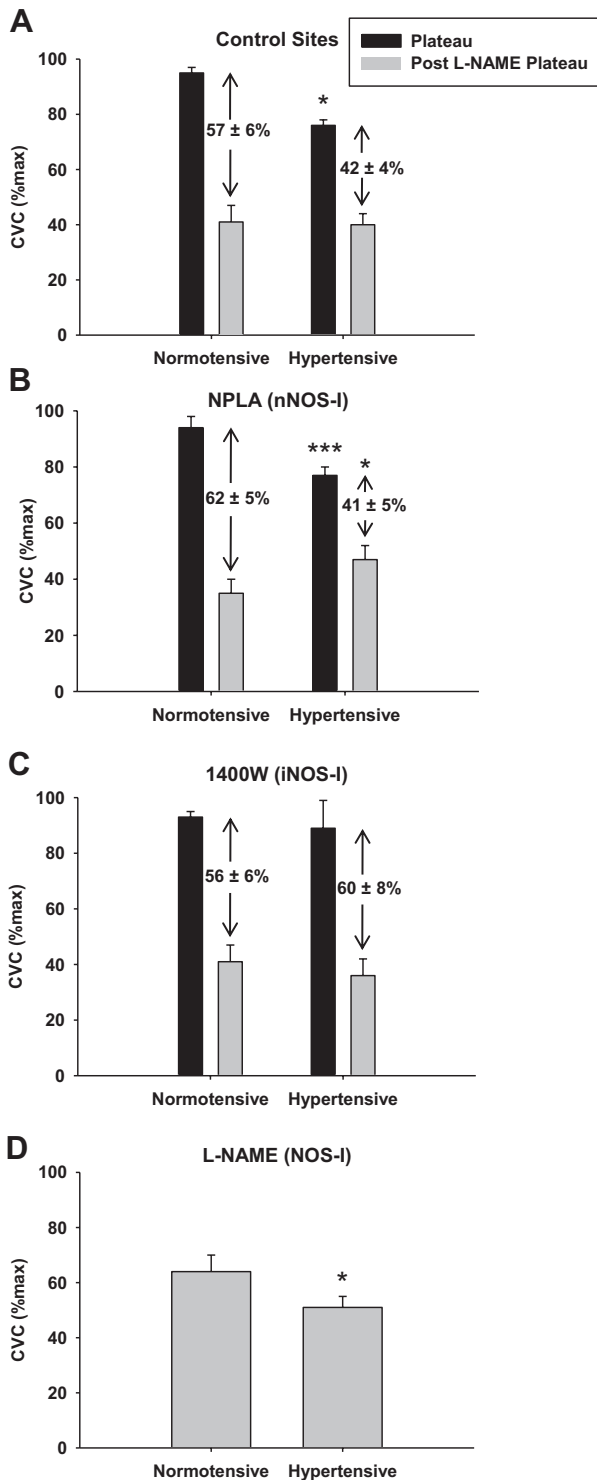 A
Control Sites
Plateau
Post L-NAME Plateau
CVC (%max)
100
80
60
40
20
0
57 ± 6%
*
42 ± 4%
Normotensive Hypertensive
B
NPLA (nNOS-I)
CVC (%max)
100
80
60
40
20
0
62 ± 5%
***
*
41 ± 5%
Normotensive Hypertensive
C
1400W (iNOS-I)
CVC (%max)
100
80
60
40
20
0
56 ± 6%
60 ± 8%
Normotensive Hypertensive
D
L-NAME (NOS-I)
CVC (%max)
100
80
60
40
20
0
*
Normotensive Hypertensive